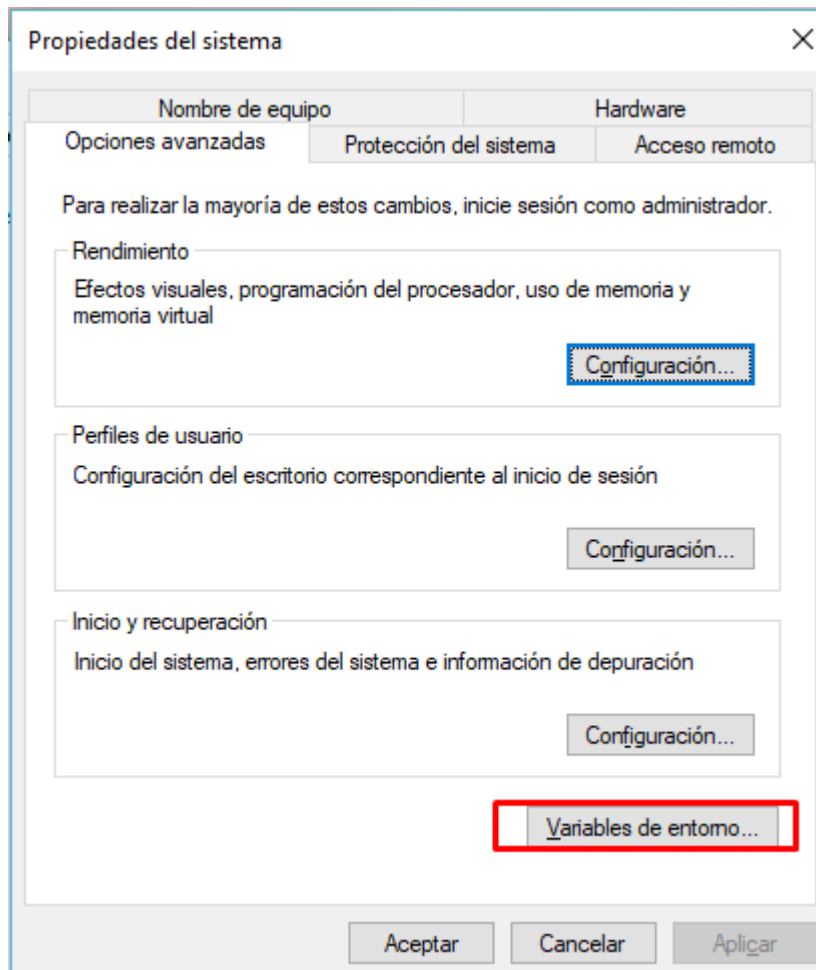 Propiedades del sistema
Nombre de equipo
Hardware
Opciones avanzadas
Protección del sistema
Acceso remoto
Para realizar la mayoría de estos cambios, inicie sesión como administrador.
Rendimiento
Efectos visuales, programación del procesador, uso de memoria y
memoria virtual
Configuración...
Perfiles de usuario
Configuración del escritorio correspondiente al inicio de sesión
Configuración...
Inicio y recuperación
Inicio del sistema, errores del sistema e información de depuración
Configuración...
Variables de entorno...
Aceptar
Cancelar
Aplicar